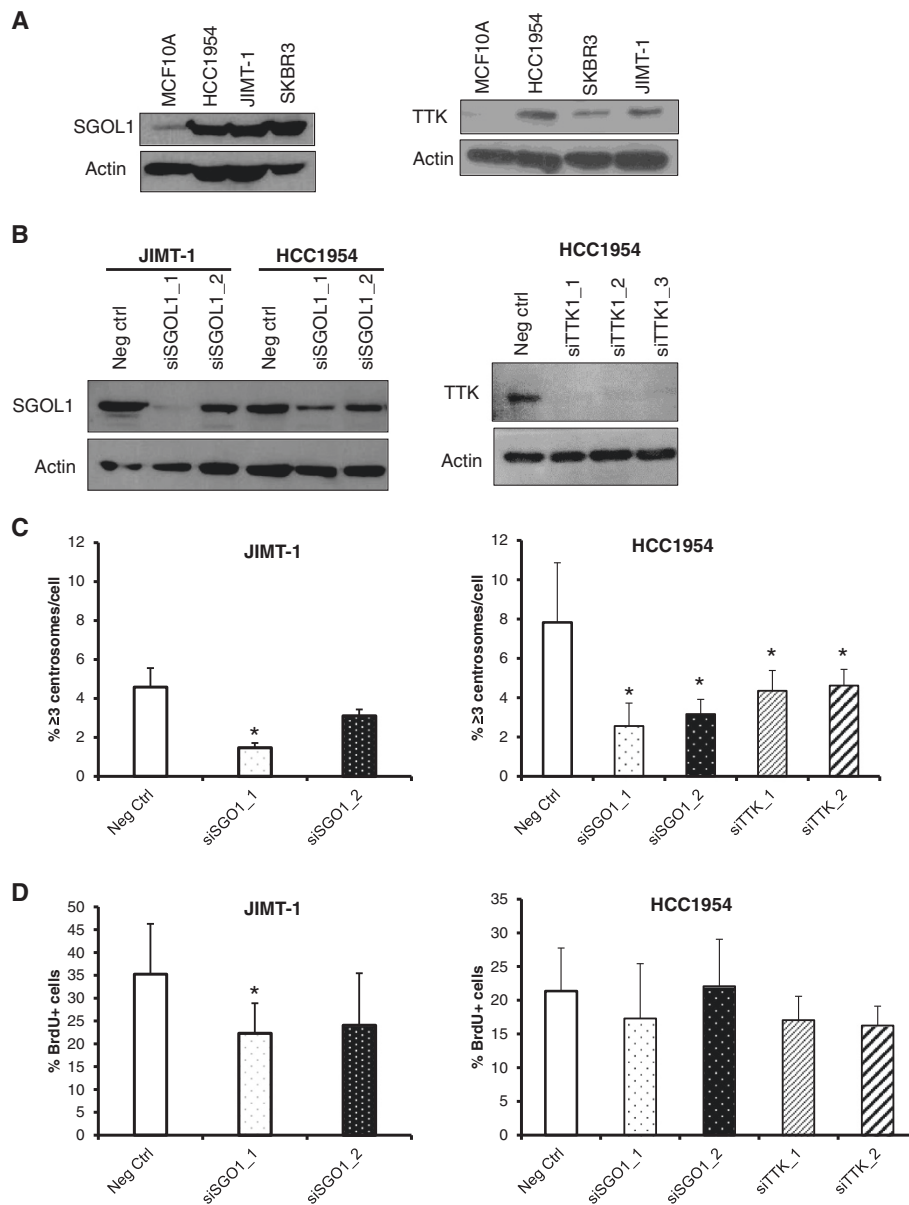 A
MCF10A
HCC1954
JIMT-1
SKBR3
SGOL1
Actin
MCF10A
HCC1954
SKBR3
JIMT-1
TTK
Actin
B
JIMT-1
HCC1954
Neg ctrl
siSGOL1_1
siSGOL1_2
Neg ctrl
siSGOL1_1
siSGOL1_2
SGOL1
Actin
HCC1954
Neg ctrl
siTTK1_1
siTTK1_2
siTTK1_3
TTK
Actin
C
JIMT-1
% ≥3 centrosomes/cell
12
10
8
6
4
2
0
*
Neg Ctrl
siSGO1_1
siSGO1_2
HCC1954
% ≥3 centrosomes/cell
12
10
8
6
4
2
0
*
*
*
*
Neg Ctrl
siSGO1_1
siSGO1_2
siTTK_1
siTTK_2
D
JIMT-1
% BrdU+ cells
50
45
40
35
30
25
20
15
10
5
0
*
Neg Ctrl
siSGO1_1
siSGO1_2
HCC1954
% BrdU+ cells
35
30
25
20
15
10
5
0
Neg Ctrl
siSGO1_1
siSGO1_2
siTTK_1
siTTK_2